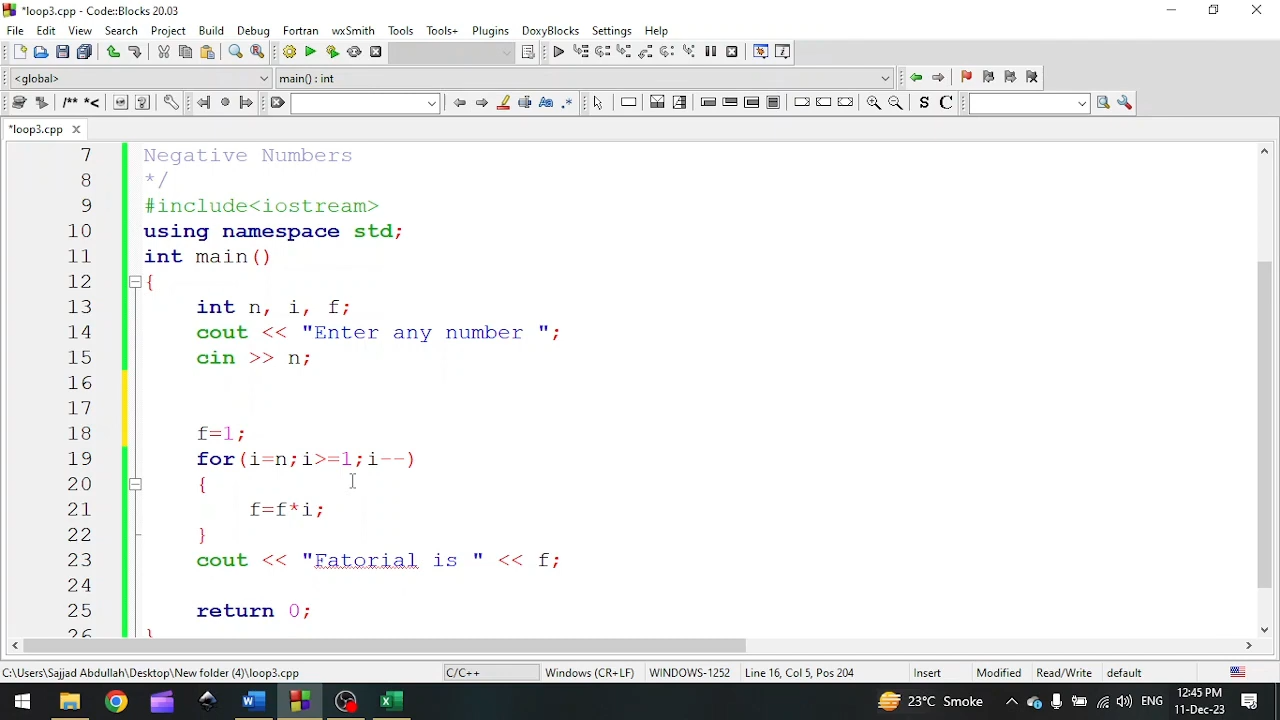 *loop3.cpp - Code::Blocks 20.03
File Edit View Search Project Build Debug Fortran wxSmith Tools Tools+ Plugins DoxyBlocks Settings Help
<global> main() : int
/** *< Aa .* S C
*loop3.cpp
7 Negative Numbers
8 */
9 #include<iostream>
10 using namespace std;
11 int main()
12 {
13 int n, i, f;
14 cout << "Enter any number ";
15 cin >> n;
16
17
18 f=1;
19 for(i=n;i>=1;i--)
20 {
21 f=f*i;
22 }
23 cout << "Fatorial is " << f;
24
25 return 0;
26 }
C:\Users\Sajjad Abdullah\Desktop\New folder (4)\loop3.cpp C/C++ Windows (CR+LF) WINDOWS-1252 Line 16, Col 5, Pos 204 Insert Modified Read/Write default
23°C Smoke ENG 12:45 PM
11-Dec-23